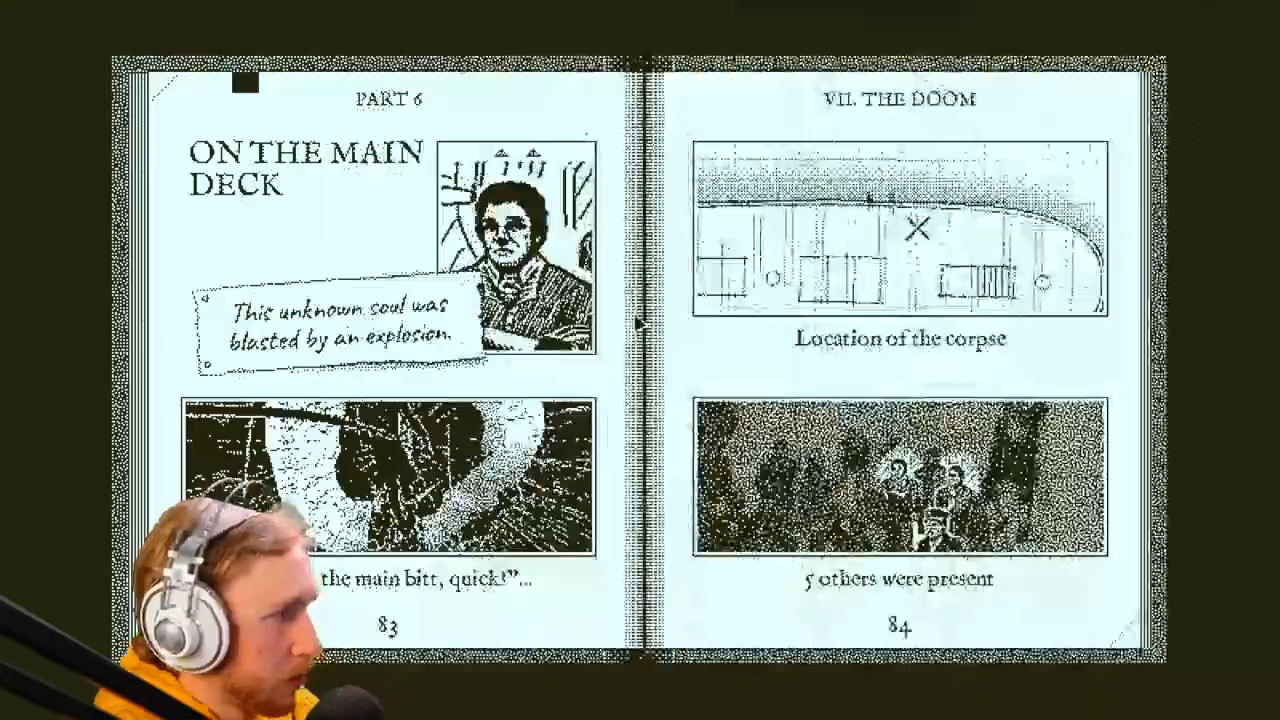 PART 6
ON THE MAIN
DECK
This unknown soul was
blasted by an explosion.
the main bitt, quick!"...
83
VII. THE DOOM
Location of the corpse
5 others were present
84